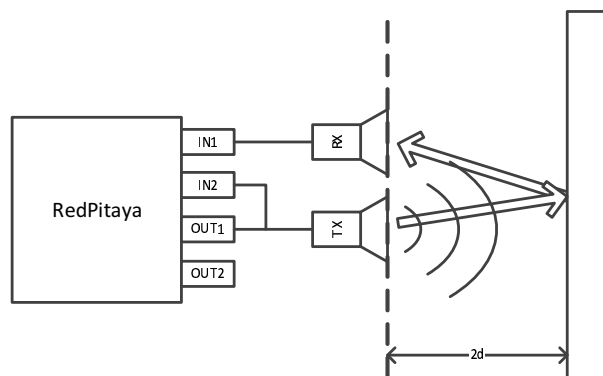 RedPitaya
IN1
IN2
OUT1
OUT2
RX
TX
2d